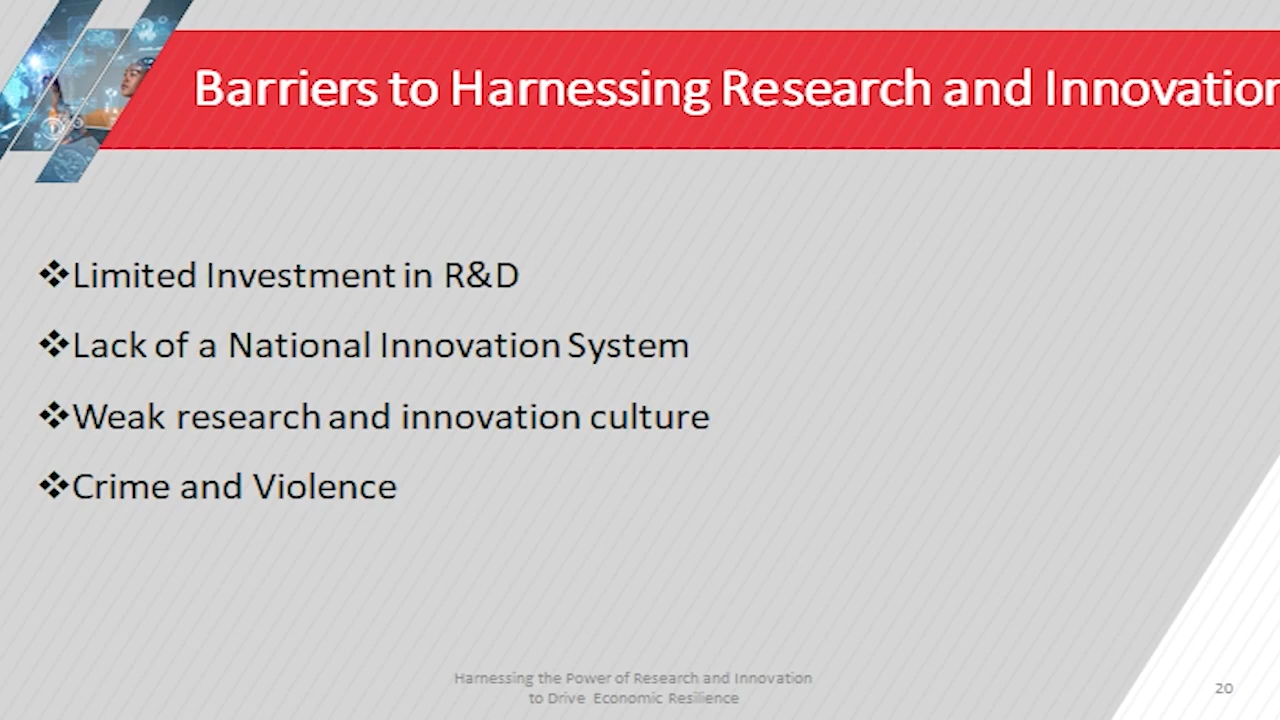 Barriers to Harnessing Research and Innovation
❖Limited Investment in R&D
❖Lack of a National Innovation System
❖Weak research and innovation culture
❖Crime and Violence
Harnessing the Power of Research and Innovation
to Drive Economic Resilience
20